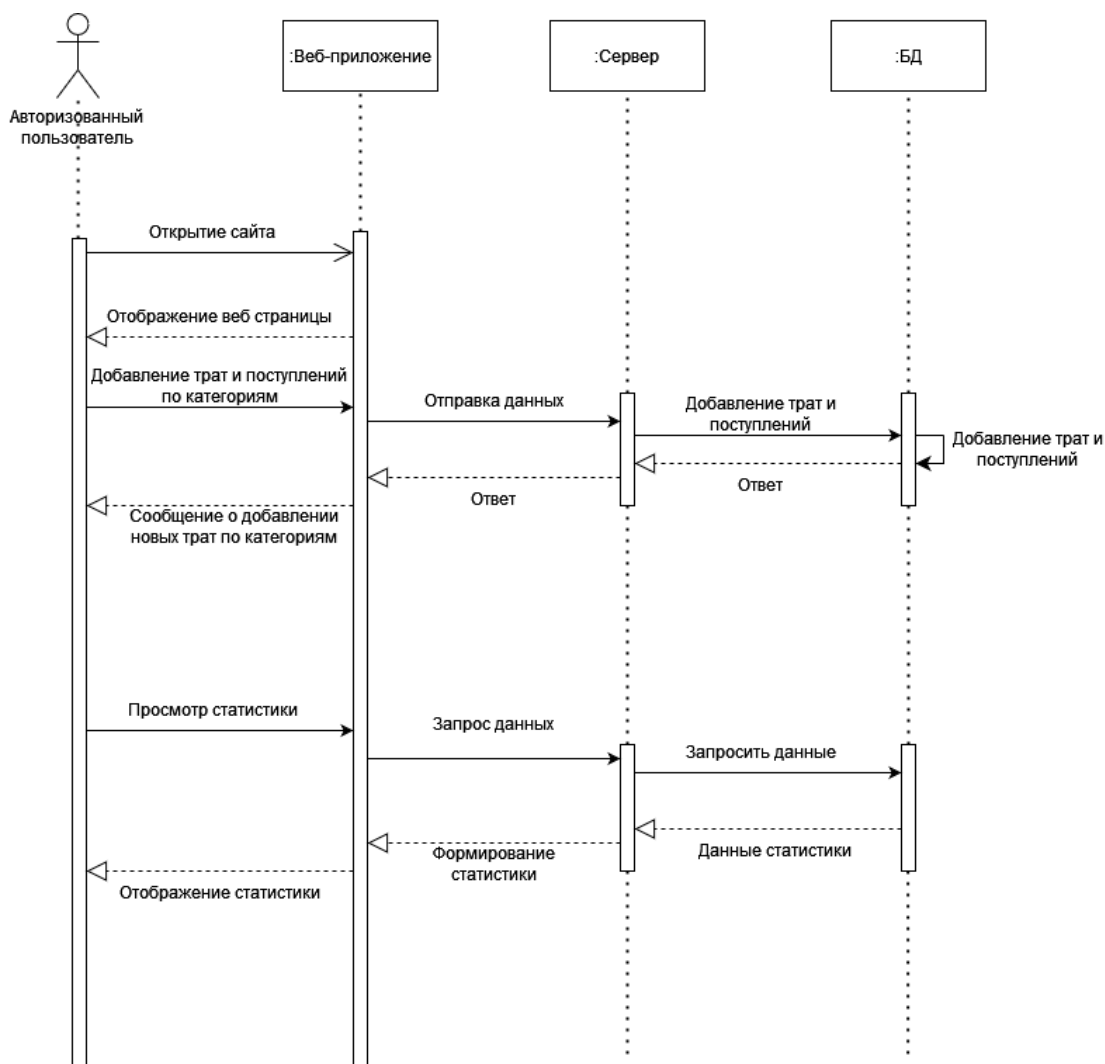 :Веб-приложение
:Сервер
:БД
Авторизованный
пользователь
Открытие сайта
Отображение веб страницы
Добавление трат и поступлений
по категориям
Отправка данных
Добавление трат и
поступлений
Добавление трат и
поступлений
Ответ
Ответ
Сообщение о добавлении
новых трат по категориям
Просмотр статистики
Запрос данных
Запросить данные
Данные статистики
Формирование
статистики
Отображение статистики